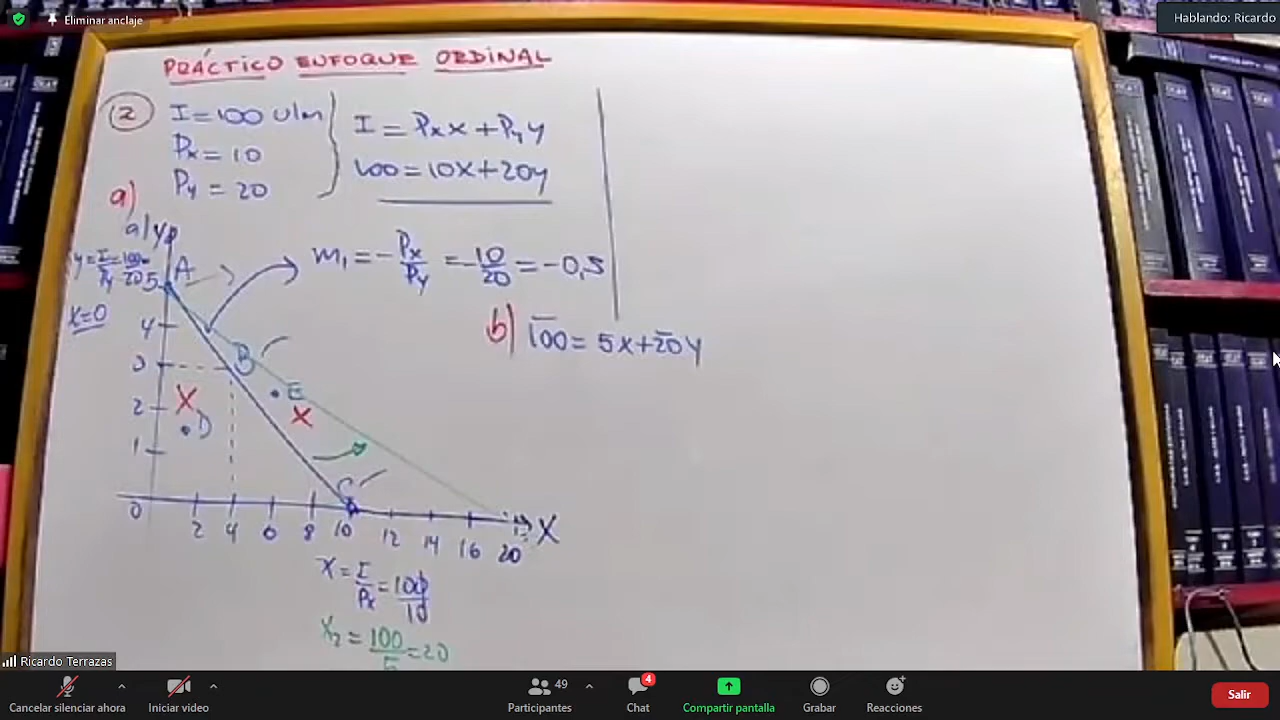 Eliminar anclaje
Hablando: Ricardo
PRÁCTICO ENFOQUE ORDINAL
2
I = 100 u/m
Px = 10
Py = 20
I = Pxx + Pyy
100 = 10x + 20y
a)
a) y
y = I/Py = 100/20
5
x=0
A
m₁ = -Px/Py = -10/20 = -0,5
b) 100 = 5x + 20y
4
3
2
1
0
B
E
X
X
D
C
2 4 6 8 10 12 14 16 20 X
x = I/Px = 100/10
x₂ = 100/5 = 20
Ricardo Terrazas
Cancelar silenciar ahora
Iniciar video
49
Participantes
4
Chat
Compartir pantalla
Grabar
Reacciones
Salir